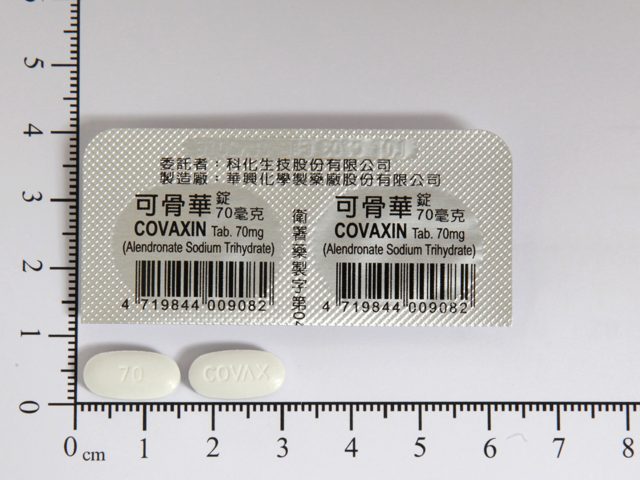 委託者：科化生技股份有限公司
製造廠：華興化學製藥廠股份有限公司
可骨華 錠
70毫克
COVAXIN Tab. 70mg
(Alendronate Sodium Trihydrate)
4 719844 009082
衛署藥製字第
可骨華 錠
70毫克
COVAXIN Tab. 70mg
(Alendronate Sodium Trihydrate)
4 719844 009082
70
COVAX
5
4
3
2
1
0
0 cm 1 2 3 4 5 6 7 8